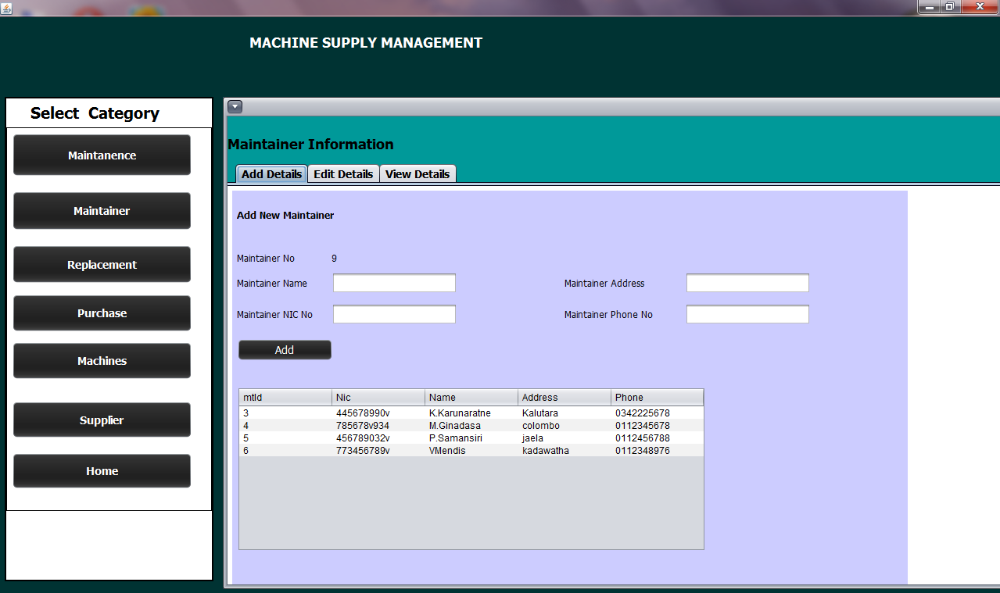 MACHINE SUPPLY MANAGEMENT
Select Category
Maintanence
Maintainer
Replacement
Purchase
Machines
Supplier
Home
Maintainer Information
Add Details Edit Details View Details
Add New Maintainer
Maintainer No 9
Maintainer Name Maintainer Address
Maintainer NIC No Maintainer Phone No
Add
mtId Nic Name Address Phone
3 445678990v K.Karunaratne Kalutara 0342225678
4 785678v934 M.Ginadasa colombo 0112345678
5 456789032v P.Samansiri jaela 0112456788
6 773456789v VMendis kadawatha 0112348976